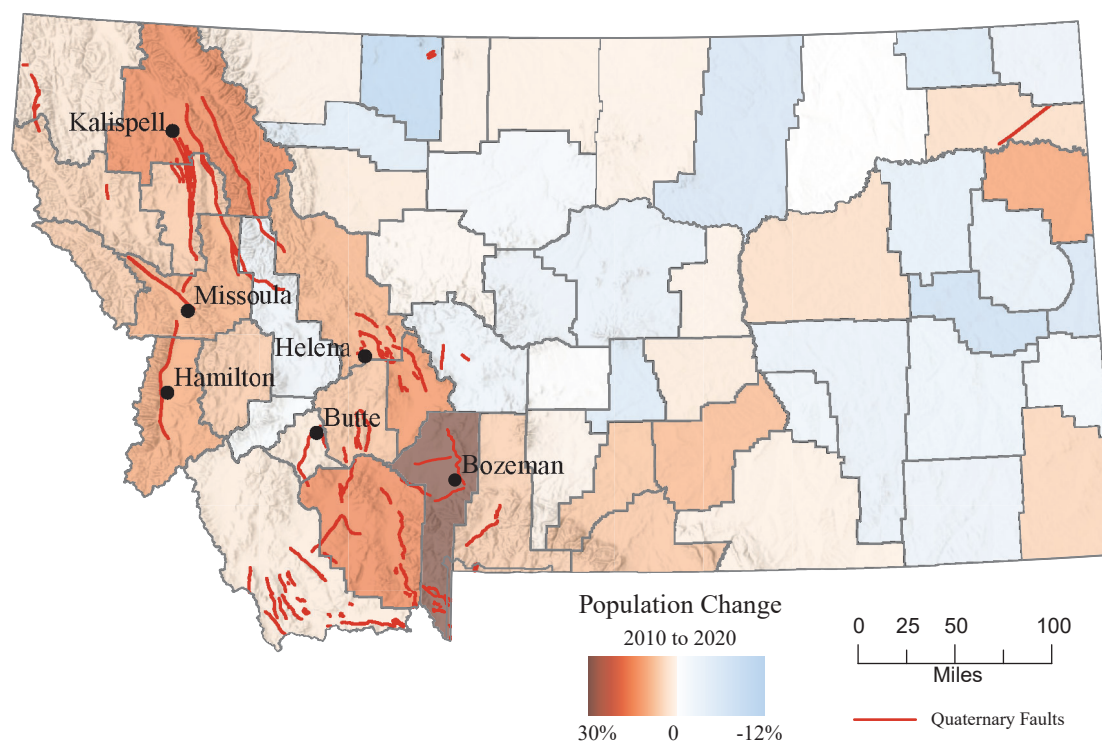 Kalispell
Missoula
Helena
Hamilton
Butte
Bozeman
Population Change
2010 to 2020
30% 0 -12%
0 25 50 100
Miles
Quaternary Faults